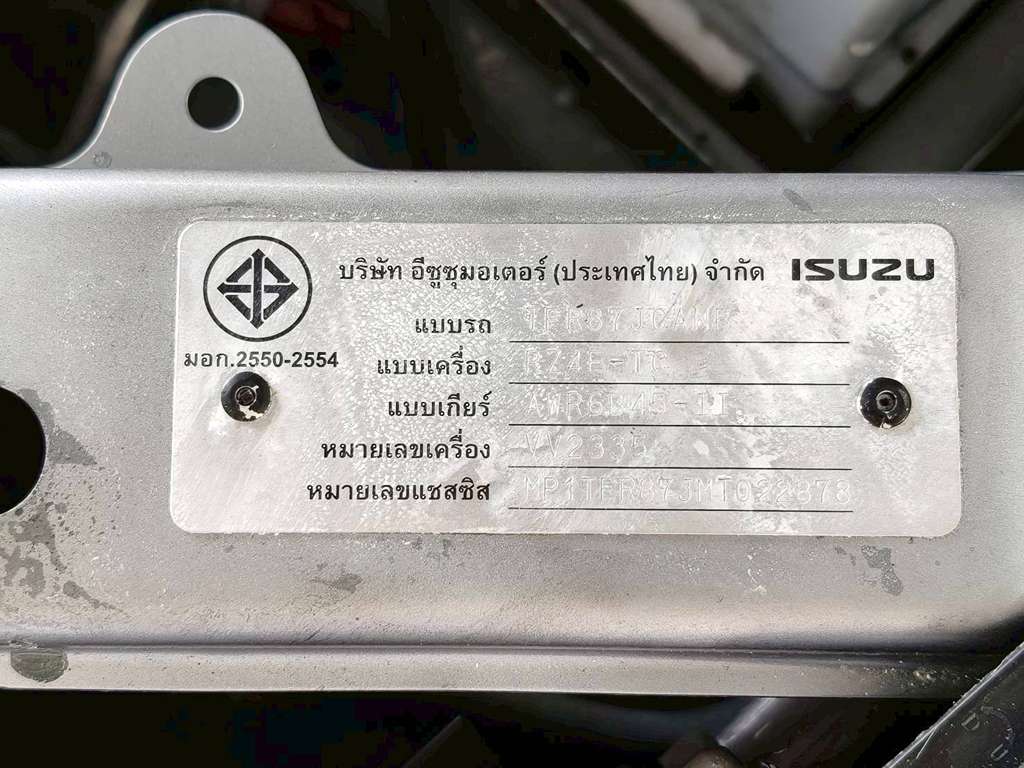 บริษัท อีซูซุมอเตอร์ (ประเทศไทย) จำกัด ISUZU
มอก.2550-2554
แบบรถ
แบบเครื่อง RZ4E-TC
แบบเกียร์
หมายเลขเครื่อง VV2335
หมายเลขแชสซิส MP1TFR87JMT022878